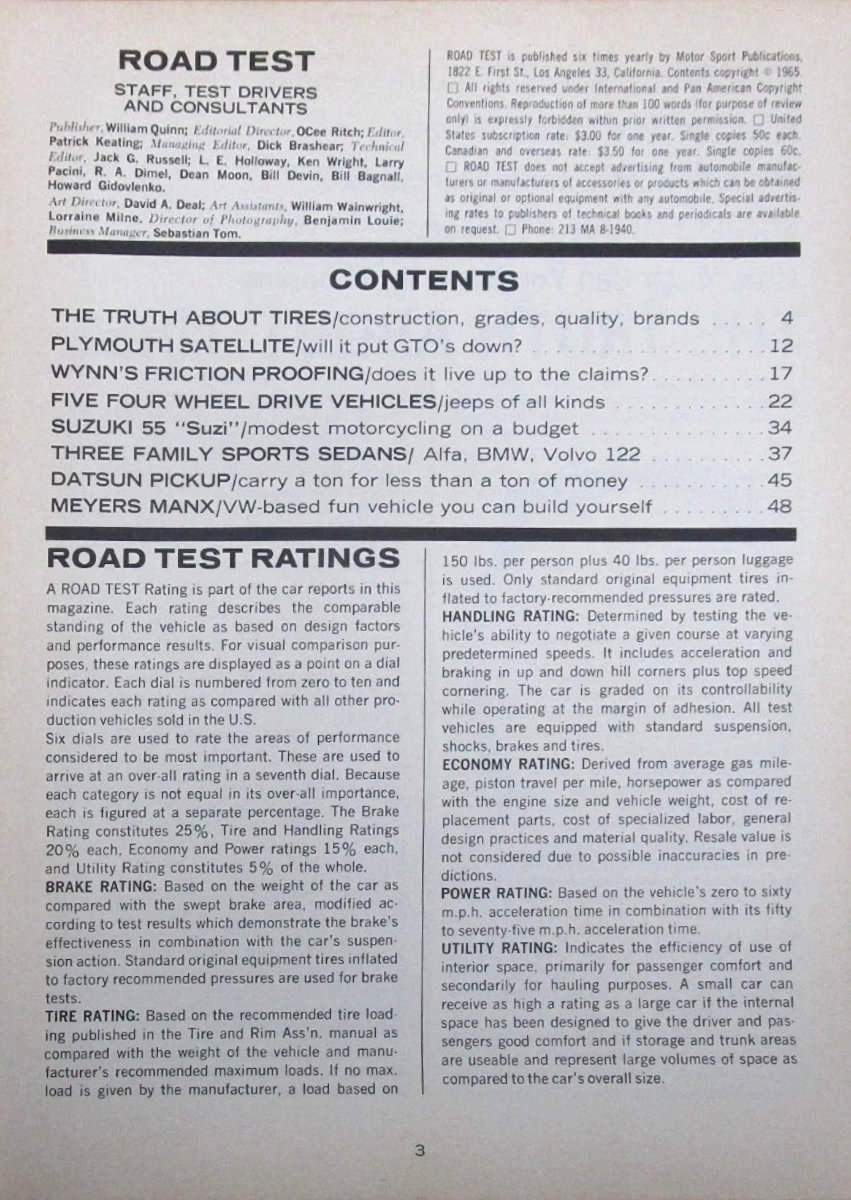 ROAD TEST
STAFF, TEST DRIVERS
AND CONSULTANTS
Publisher, William Quinn; Editorial Director, OCee Ritch; Editor,
Patrick Keating; Managing Editor, Dick Brashear; Technical
Editor, Jack G. Russell; L. E. Holloway, Ken Wright, Larry
Pacini, R. A. Dimel, Dean Moon, Bill Devin, Bill Bagnall,
Howard Gidovlenko.
Art Director, David A. Deal; Art Assistants, William Wainwright,
Lorraine Milne, Director of Photography, Benjamin Louie;
Business Manager, Sebastian Tom.
ROAD TEST is published six times yearly by Motor Sport Publications,
1822 E. First St., Los Angeles 33, California. Contents copyright © 1965.
□ All rights reserved under International and Pan American Copyright
Conventions. Reproduction of more than 100 words (for purpose of review
only) is expressly forbidden within prior written permission. □ United
States subscription rate: $3.00 for one year. Single copies 50c each.
Canadian and overseas rate: $3.50 for one year. Single copies 60c.
□ ROAD TEST does not accept advertising from automobile manufac-
turers or manufacturers of accessories or products which can be obtained
as original or optional equipment with any automobile. Special advertis-
ing rates to publishers of technical books and periodicals are available
on request. □ Phone: 213 MA 8-1940.
CONTENTS
THE TRUTH ABOUT TIRES/construction, grades, quality, brands ..... 4
PLYMOUTH SATELLITE/will it put GTO's down? .................. 12
WYNN'S FRICTION PROOFING/does it live up to the claims?......... 17
FIVE FOUR WHEEL DRIVE VEHICLES/jeeps of all kinds ............ 22
SUZUKI 55 "Suzi"/modest motorcycling on a budget .............. 34
THREE FAMILY SPORTS SEDANS/ Alfa, BMW, Volvo 122 ......... 37
DATSUN PICKUP/carry a ton for less than a ton of money .......... 45
MEYERS MANX/VW-based fun vehicle you can build yourself ........ 48
ROAD TEST RATINGS
A ROAD TEST Rating is part of the car reports in this
magazine. Each rating describes the comparable
standing of the vehicle as based on design factors
and performance results. For visual comparison pur-
poses, these ratings are displayed as a point on a dial
indicator. Each dial is numbered from zero to ten and
indicates each rating as compared with all other pro-
duction vehicles sold in the U.S.
Six dials are used to rate the areas of performance
considered to be most important. These are used to
arrive at an over-all rating in a seventh dial. Because
each category is not equal in its over-all importance,
each is figured at a separate percentage. The Brake
Rating constitutes 25%, Tire and Handling Ratings
20% each, Economy and Power ratings 15% each,
and Utility Rating constitutes 5% of the whole.
BRAKE RATING: Based on the weight of the car as
compared with the swept brake area, modified ac-
cording to test results which demonstrate the brake's
effectiveness in combination with the car's suspen-
sion action. Standard original equipment tires inflated
to factory recommended pressures are used for brake
tests.
TIRE RATING: Based on the recommended tire load-
ing published in the Tire and Rim Ass'n. manual as
compared with the weight of the vehicle and manu-
facturer's recommended maximum loads. If no max.
load is given by the manufacturer, a load based on
150 lbs. per person plus 40 lbs. per person luggage
is used. Only standard original equipment tires in-
flated to factory-recommended pressures are rated.
HANDLING RATING: Determined by testing the ve-
hicle's ability to negotiate a given course at varying
predetermined speeds. It includes acceleration and
braking in up and down hill corners plus top speed
cornering. The car is graded on its controllability
while operating at the margin of adhesion. All test
vehicles are equipped with standard suspension,
shocks, brakes and tires.
ECONOMY RATING: Derived from average gas mile-
age, piston travel per mile, horsepower as compared
with the engine size and vehicle weight, cost of re-
placement parts, cost of specialized labor, general
design practices and material quality. Resale value is
not considered due to possible inaccuracies in pre-
dictions.
POWER RATING: Based on the vehicle's zero to sixty
m.p.h. acceleration time in combination with its fifty
to seventy-five m.p.h. acceleration time.
UTILITY RATING: Indicates the efficiency of use of
interior space, primarily for passenger comfort and
secondarily for hauling purposes. A small car can
receive as high a rating as a large car if the internal
space has been designed to give the driver and pas-
sengers good comfort and if storage and trunk areas
are useable and represent large volumes of space as
compared to the car's overall size.
3